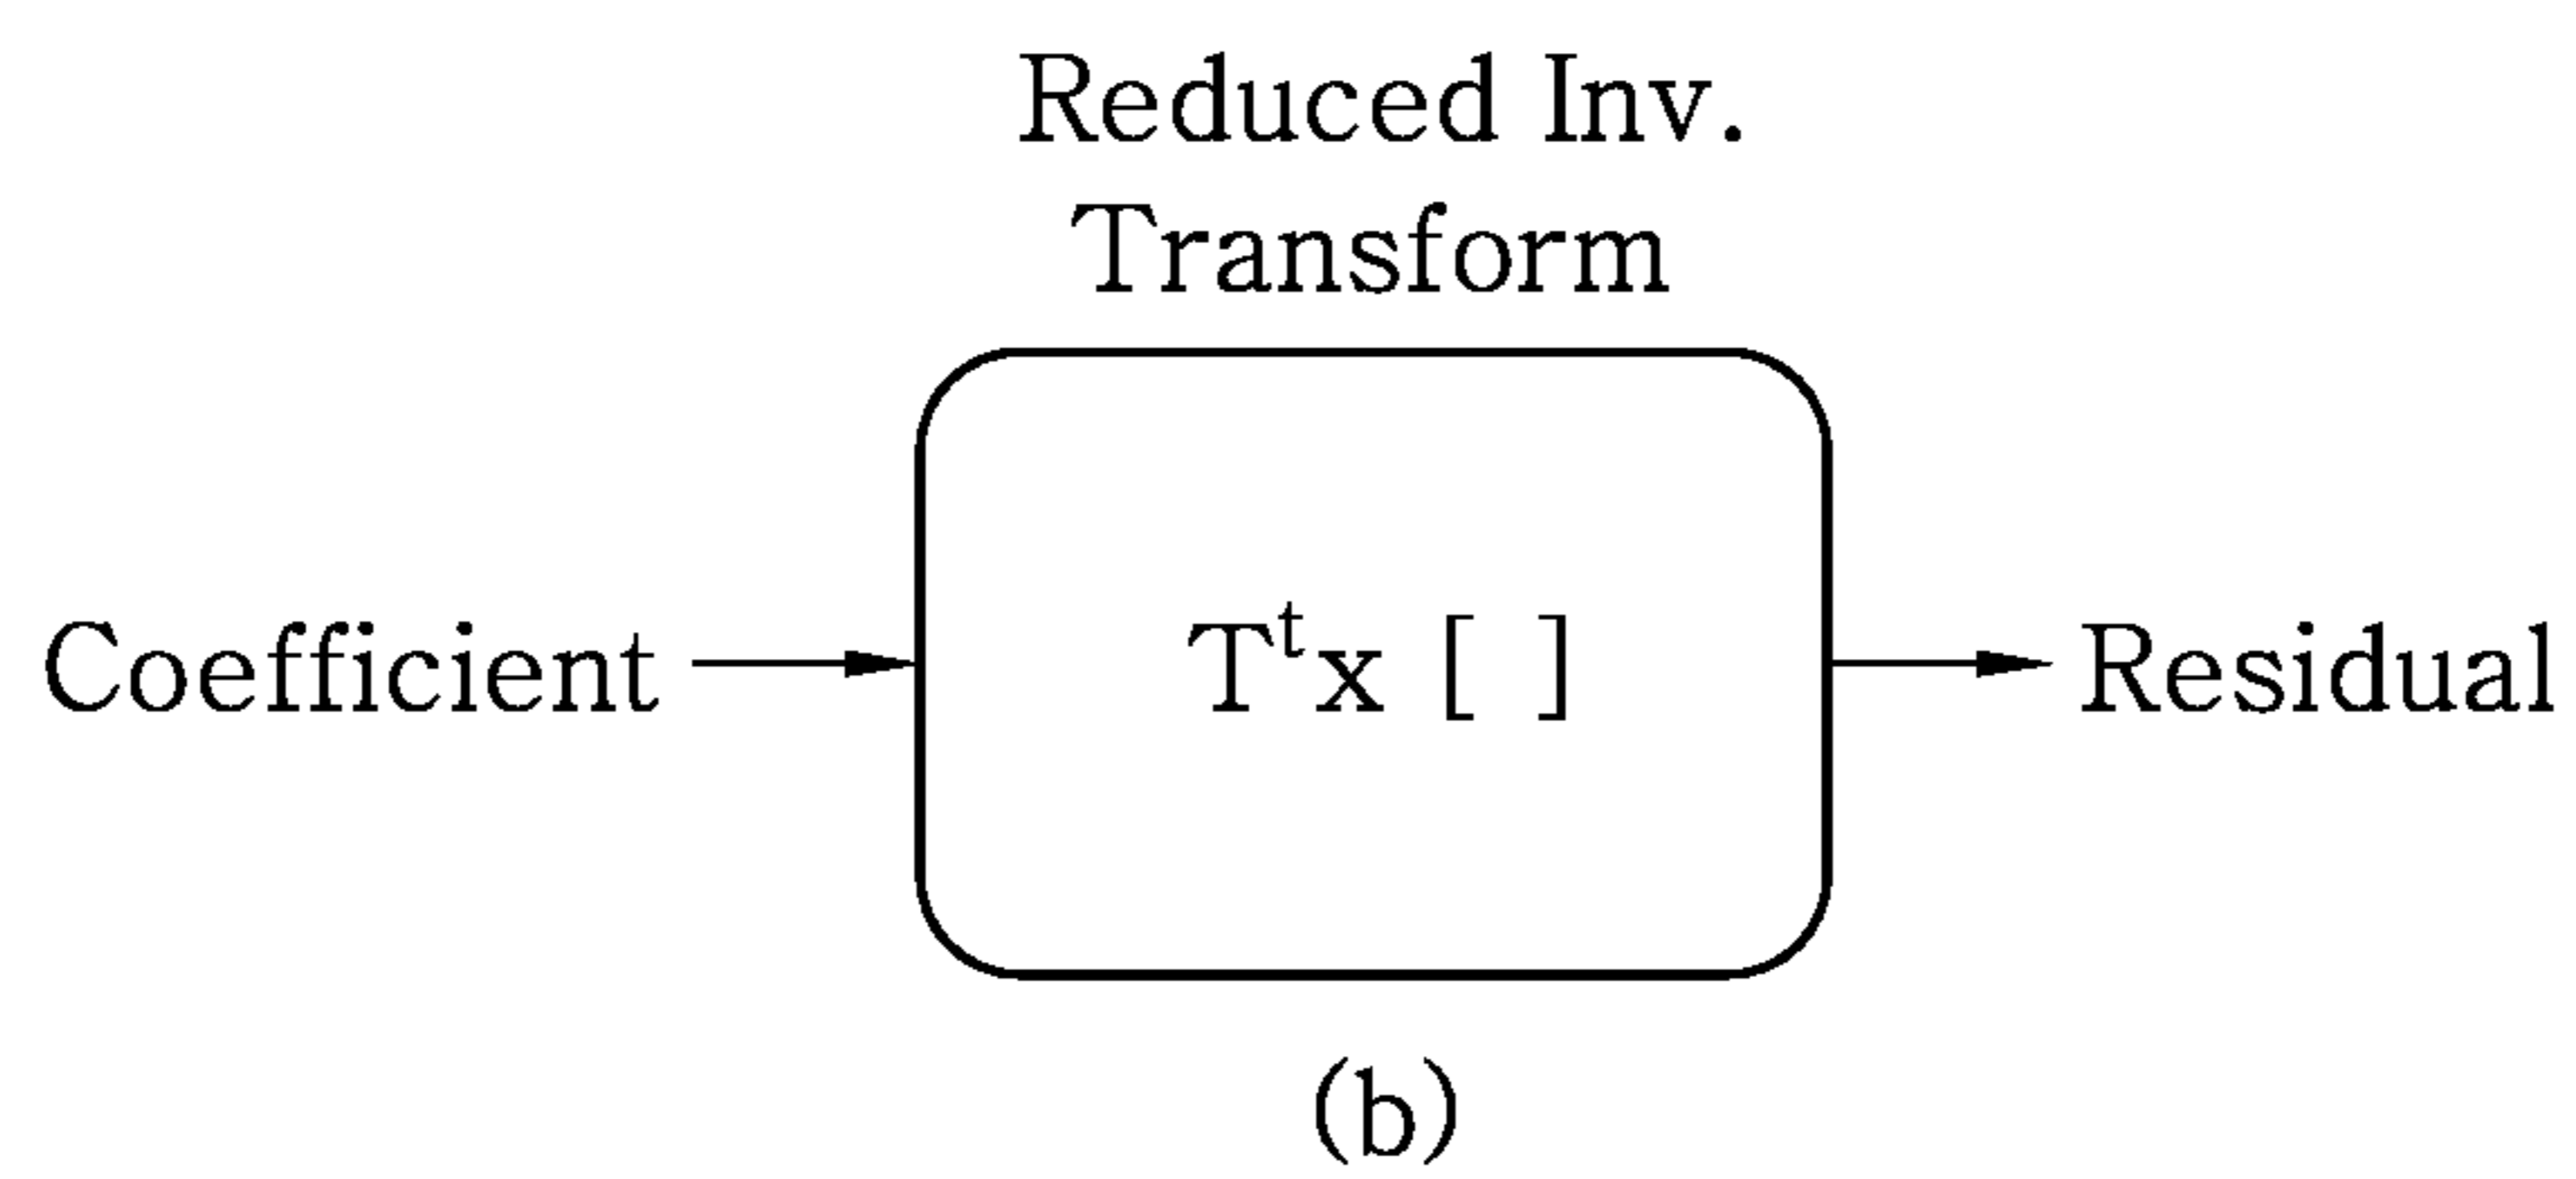 Reduced Inv.
Transform
Coefficient
Tᵗx [ ]
Residual
(b)